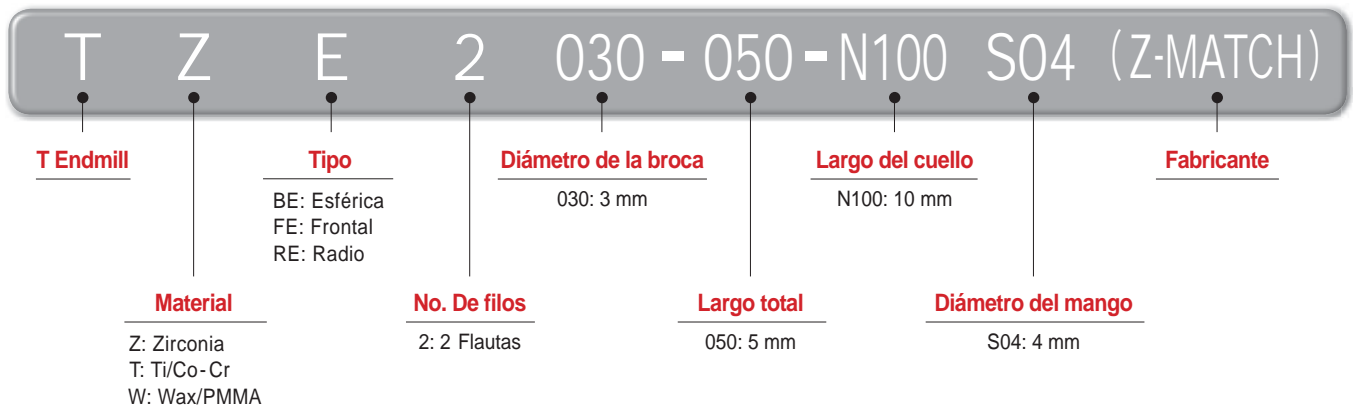 T Z E 2 030 - 050 - N100 S04 (Z-MATCH)
T Endmill
Tipo
BE: Esférica
FE: Frontal
RE: Radio
Diámetro de la broca
030: 3 mm
Largo del cuello
N100: 10 mm
Fabricante
Material
Z: Zirconia
T: Ti/Co-Cr
W: Wax/PMMA
No. De filos
2: 2 Flautas
Largo total
050: 5 mm
Diámetro del mango
S04: 4 mm